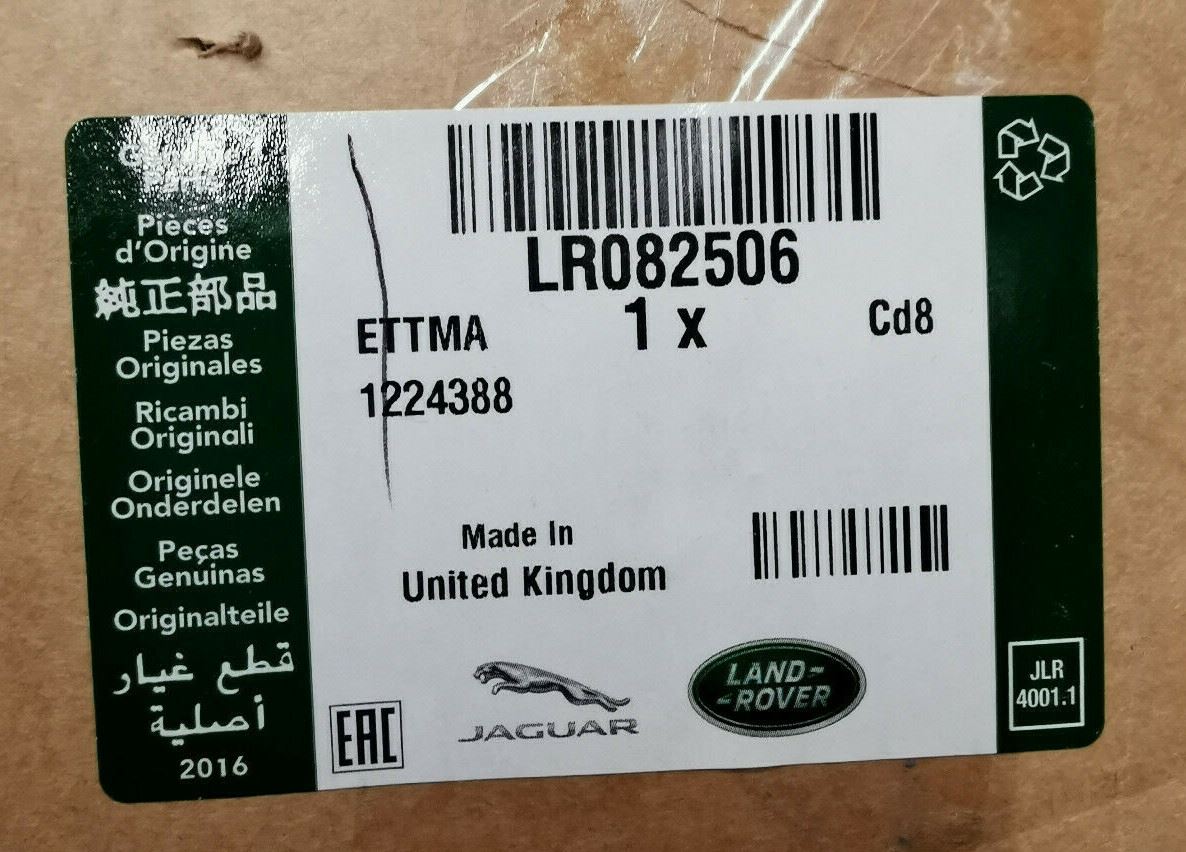 Pièces
d'Origine
純正部品
Piezas
Originales
Ricambi
Originali
Originele
Onderdelen
Peças
Genuinas
Originalteile
قطع غيار
أصلية
2016
LR082506
1 x
Cd8
ETTMA
1224388
Made In
United Kingdom
EAC
JAGUAR
LAND-
-ROVER
JLR
4001.1